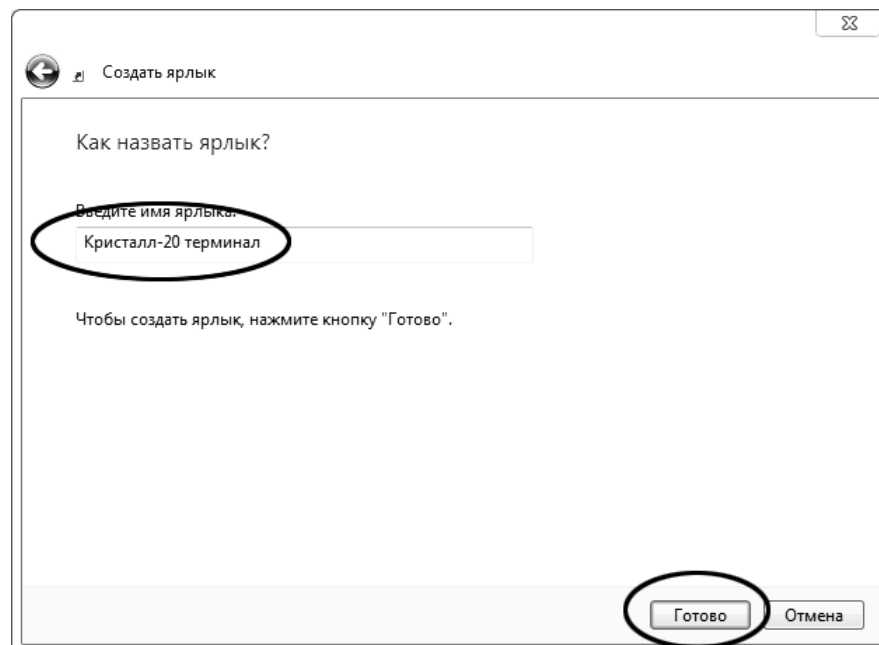 Создать ярлык
Как назвать ярлык?
Введите имя ярлыка:
Кристалл-20 терминал
Чтобы создать ярлык, нажмите кнопку "Готово".
Готово
Отмена